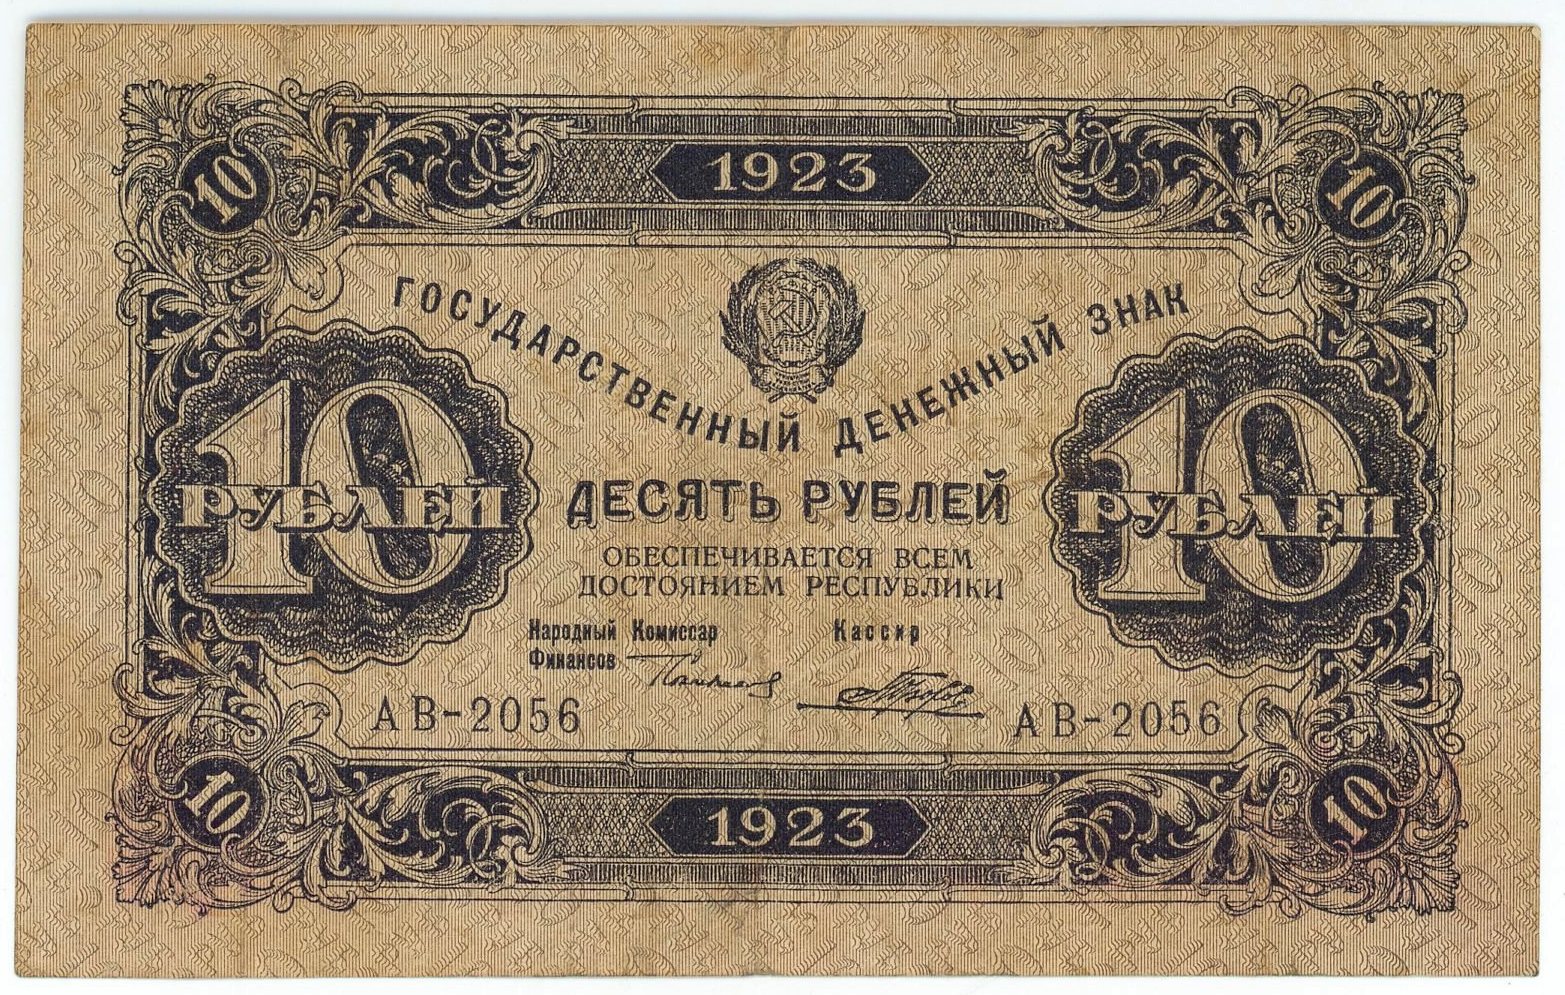 1923
10 10
ГОСУДАРСТВЕННЫЙ ДЕНЕЖНЫЙ ЗНАК
10 10
РУБЛЕЙ ДЕСЯТЬ РУБЛЕЙ РУБЛЕЙ
ОБЕСПЕЧИВАЕТСЯ ВСЕМ
ДОСТОЯНИЕМ РЕСПУБЛИКИ
Народный Комиссар Кассир
Финансов
АВ-2056 АВ-2056
10 10
1923